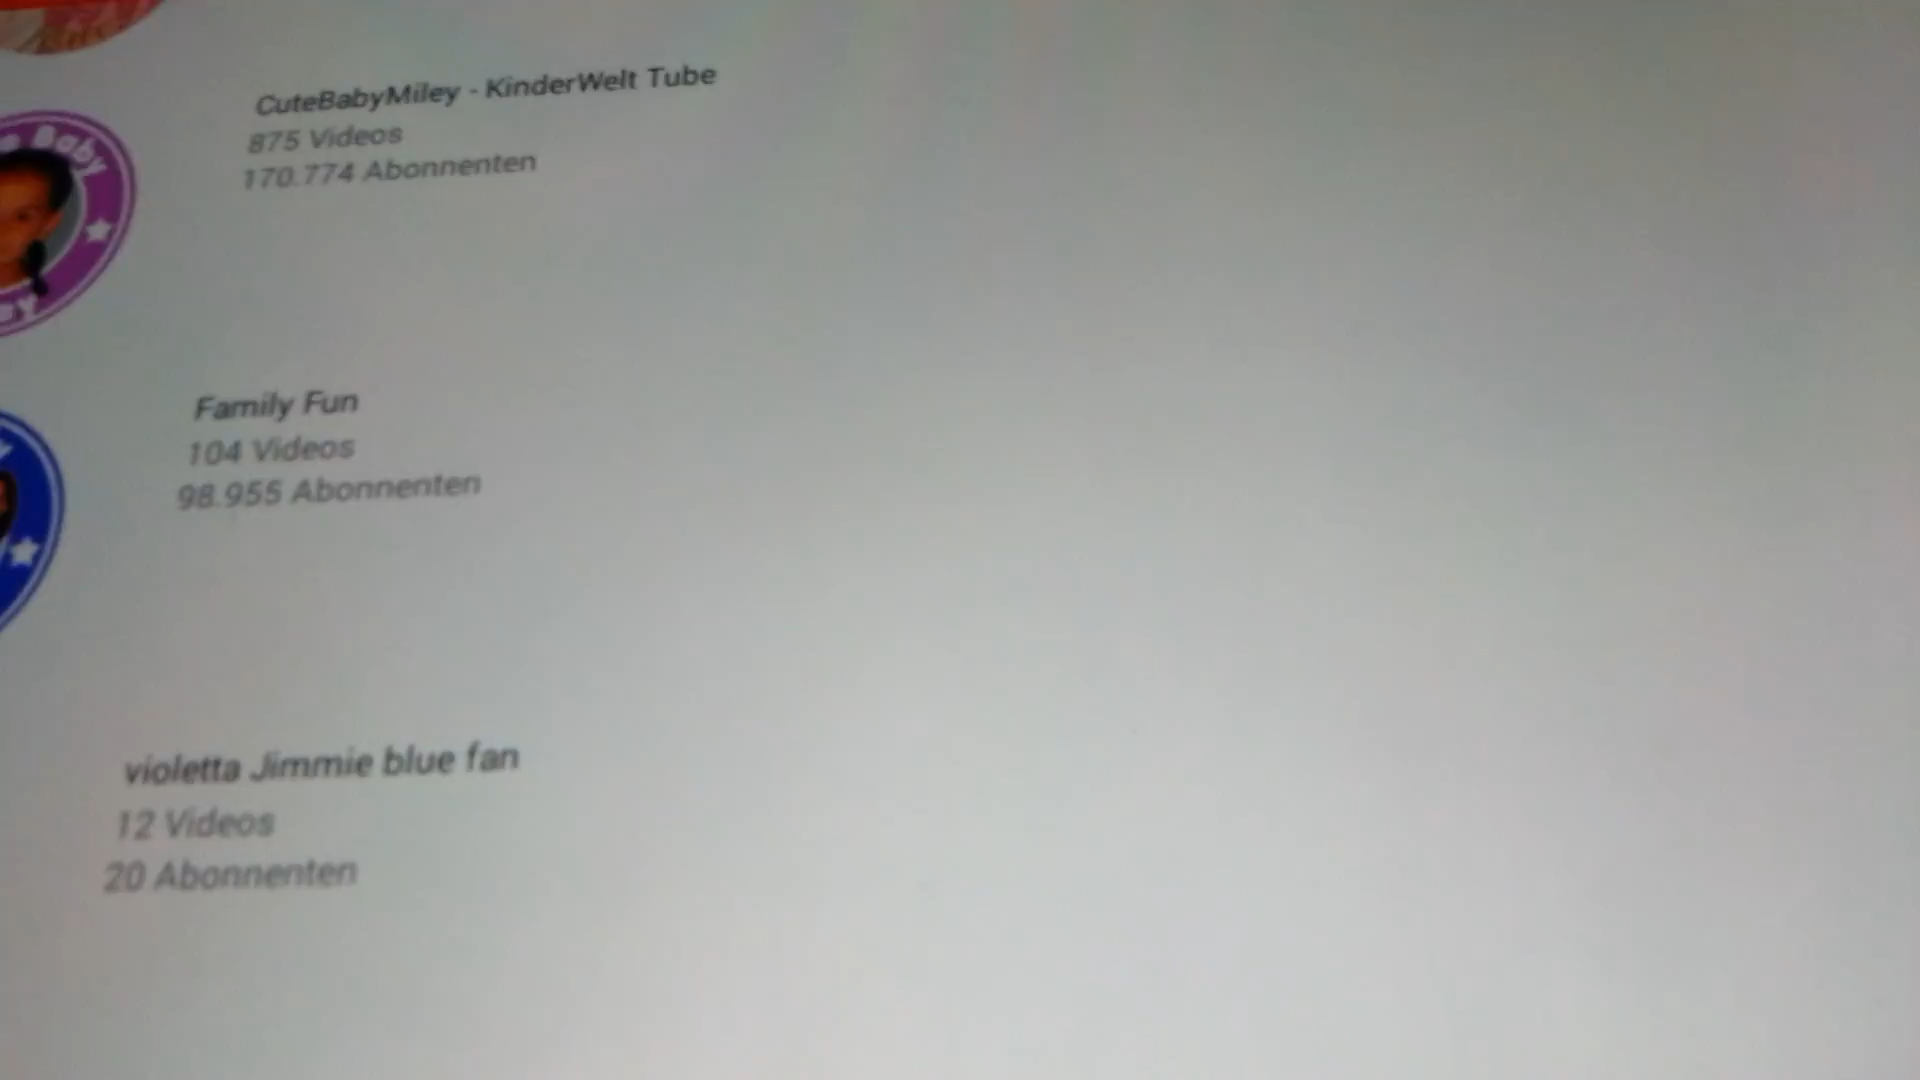 Baby
CuteBabyMiley - KinderWelt Tube
875 Videos
170.774 Abonnenten
Family Fun
104 Videos
98.955 Abonnenten
violetta Jimmie blue fan
12 Videos
20 Abonnenten